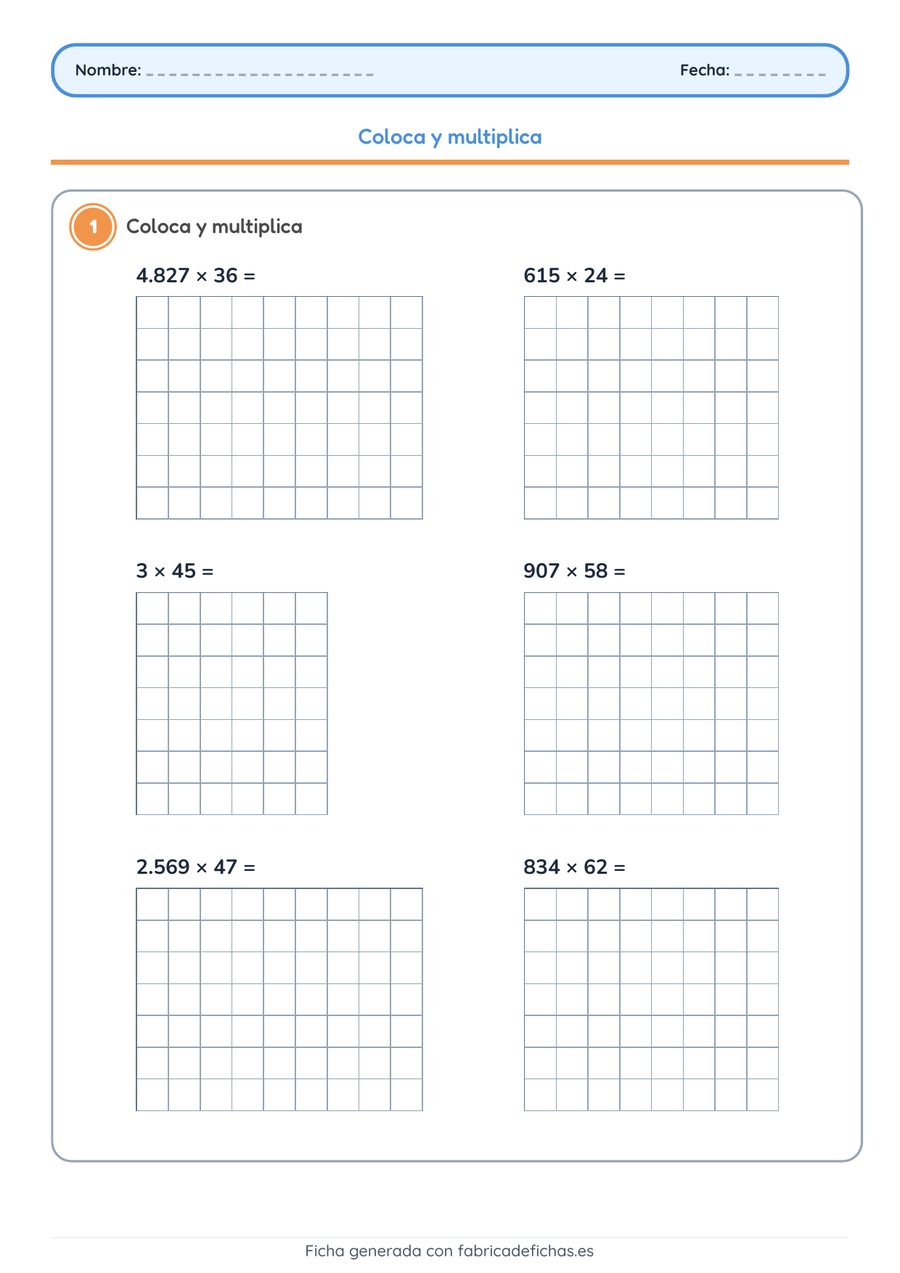 Nombre: _ _ _ _ _ _ _ _ _ _ _ _ _ _ _ _ _ _ _ _ Fecha: _ _ _ _ _ _ _ _
Coloca y multiplica
1 Coloca y multiplica
4.827 × 36 = 615 × 24 =
3 × 45 = 907 × 58 =
2.569 × 47 = 834 × 62 =
Ficha generada con fabricadefichas.es